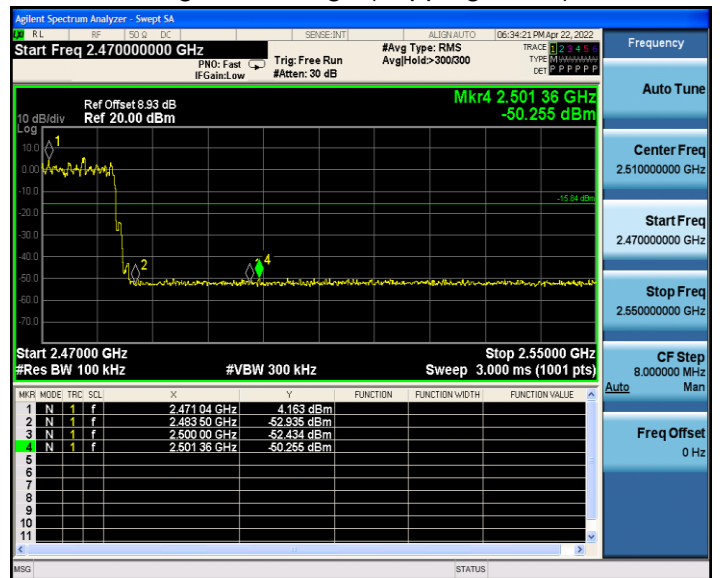 Agilent Spectrum Analyzer - Swept SA
LXI RL RF 50 Ω DC SENSE:INT ALIGN AUTO 06:34:21 PM Apr 22, 2022
Start Freq 2.470000000 GHz
PNO: Fast
IFGain:Low
Trig: Free Run
#Atten: 30 dB
#Avg Type: RMS
Avg|Hold:>300/300
TRACE 1 2 3 4 5 6
TYPE M WWWWW
DET P P P P P P
Mkr4 2.501 36 GHz
-50.255 dBm
Ref Offset 8.93 dB
10 dB/div Ref 20.00 dBm
Log
10.0
0.00
-10.0
-20.0
-30.0
-40.0
-50.0
-60.0
-70.0
1
2
4
-15.84 dBm
Start 2.47000 GHz Stop 2.55000 GHz
#Res BW 100 kHz #VBW 300 kHz Sweep 3.000 ms (1001 pts)
MKR MODE TRC SCL X Y FUNCTION FUNCTION WIDTH FUNCTION VALUE
1 N 1 f 2.471 04 GHz 4.163 dBm
2 N 1 f 2.483 50 GHz -52.935 dBm
3 N 1 f 2.500 00 GHz -52.434 dBm
4 N 1 f 2.501 36 GHz -50.255 dBm
5
6
7
8
9
10
11
MSG STATUS
Frequency
Auto Tune
Center Freq
2.510000000 GHz
Start Freq
2.470000000 GHz
Stop Freq
2.550000000 GHz
CF Step
8.000000 MHz
Auto Man
Freq Offset
0 Hz